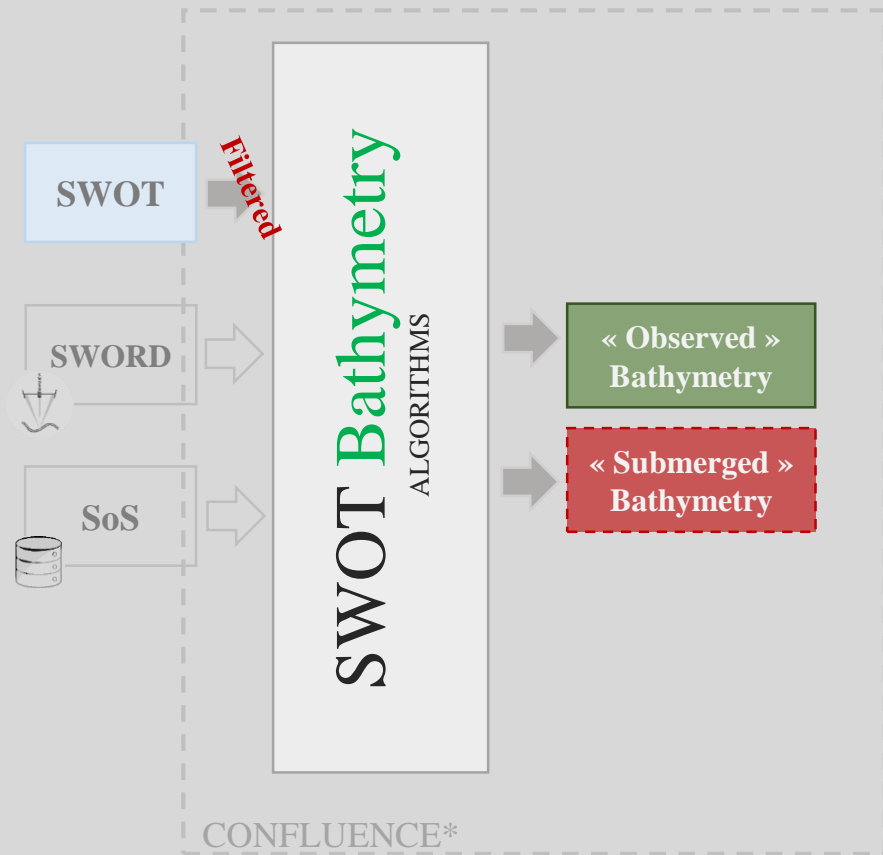 SWOT
Filtered
SWORD
SoS
SWOT Bathymetry
ALGORITHMS
« Observed »
Bathymetry
« Submerged »
Bathymetry
CONFLUENCE*